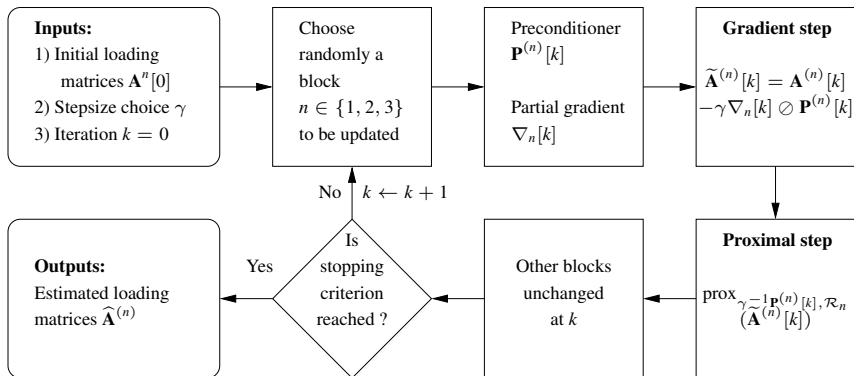 Inputs:
1) Initial loading
matrices A^n[0]
2) Stepsize choice γ
3) Iteration k = 0
Choose
randomly a
block
n ∈ {1, 2, 3}
to be updated
Preconditioner
P^(n)[k]
Partial gradient
∇_n[k]
Gradient step
Ã^(n)[k] = A^(n)[k]
−γ∇_n[k] ⊘ P^(n)[k]
No k ← k + 1
Proximal step
prox_γ^−1 P^(n)[k], R_n
(Ã^(n)[k])
Other blocks
unchanged
at k
Is
stopping
criterion
reached ?
Yes
Outputs:
Estimated loading
matrices Â^(n)